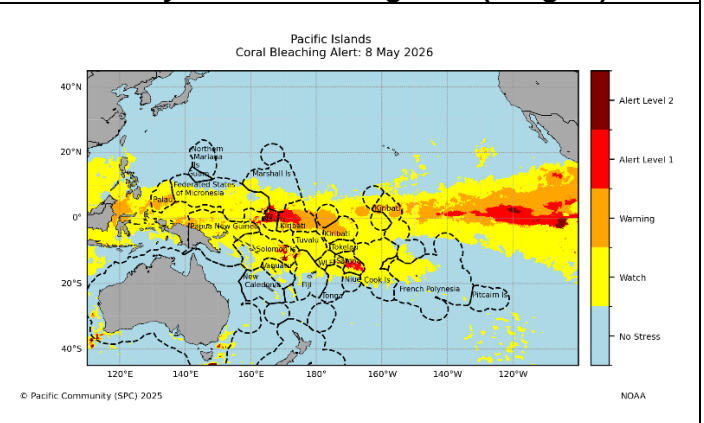 Pacific Islands
Coral Bleaching Alert: 8 May 2026
40°N
20°N
0°
20°S
40°S
120°E
140°E
160°E
180°
160°W
140°W
120°W
Northern
Mariana
Is
Guam
Marshall Is
Palau
Federated States
of Micronesia
Kiribati
Papua New Guinea
Kiribati
Kiribati
Tuvalu
Tokelau
Solomon Is
Vanuatu
Samoa
New
Caledonia
Fiji
Niue
Cook Is
Tonga
French Polynesia
Pitcairn Is
Alert Level 2
Alert Level 1
Warning
Watch
No Stress
© Pacific Community (SPC) 2025
NOAA